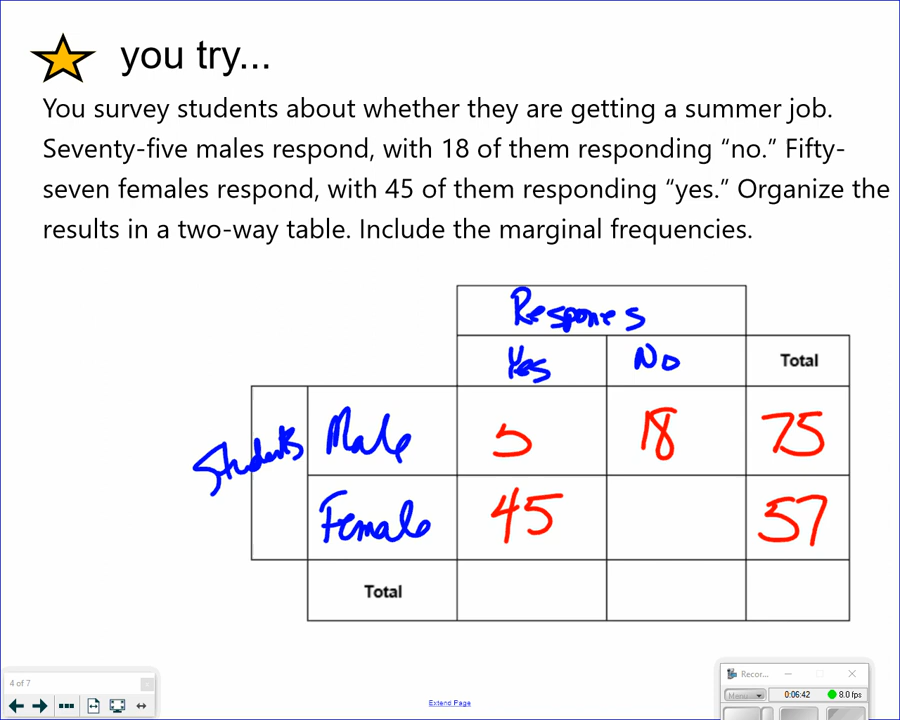 you try...
You survey students about whether they are getting a summer job.
Seventy-five males respond, with 18 of them responding “no.” Fifty-
seven females respond, with 45 of them responding “yes.” Organize the
results in a two-way table. Include the marginal frequencies.
Respones
Yes No Total
Students Male 5 18 75
Female 45 57
Total
4 of 7
Extend Page
Recor...
Menu
0:06:42
8.0 fps